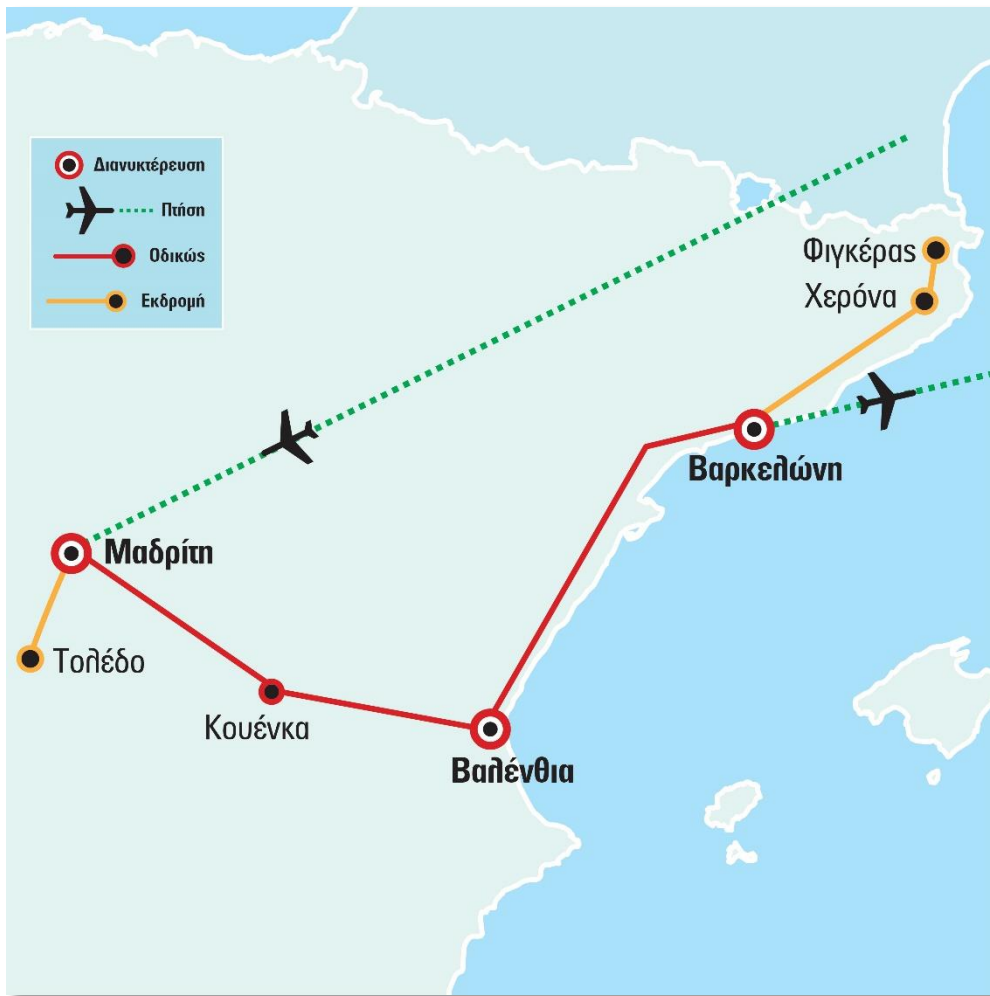 Διανυκτέρευση
Πτήση
Οδικώς
Εκδρομή
Φιγκέρας
Χερόνα
Βαρκελώνη
Μαδρίτη
Τολέδο
Κουένκα
Βαλένθια